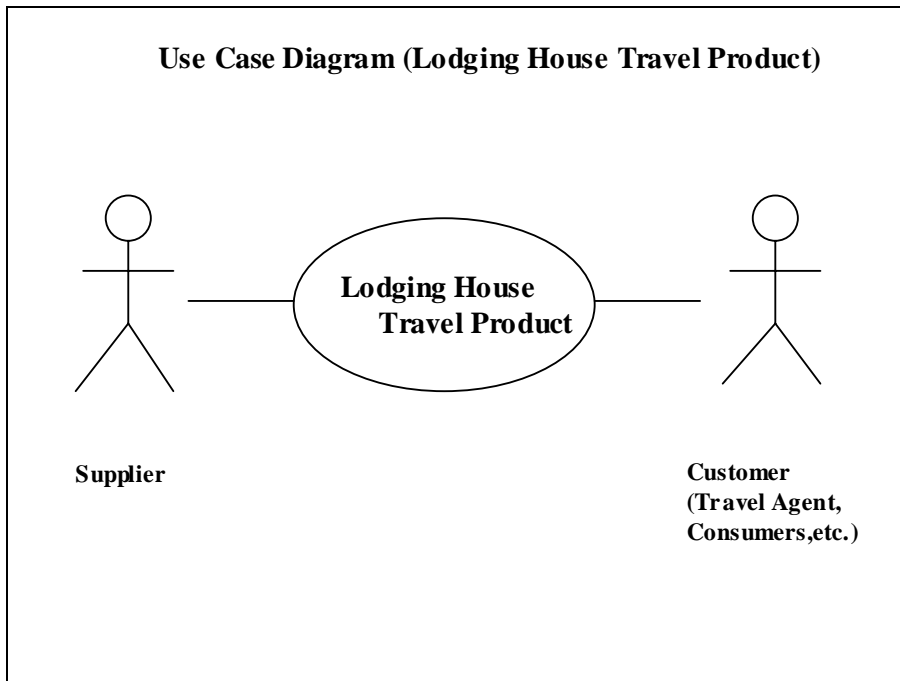 Use Case Diagram (Lodging House Travel Product)
Lodging House
Travel Product
Supplier
Customer
(Travel Agent,
Consumers,etc.)